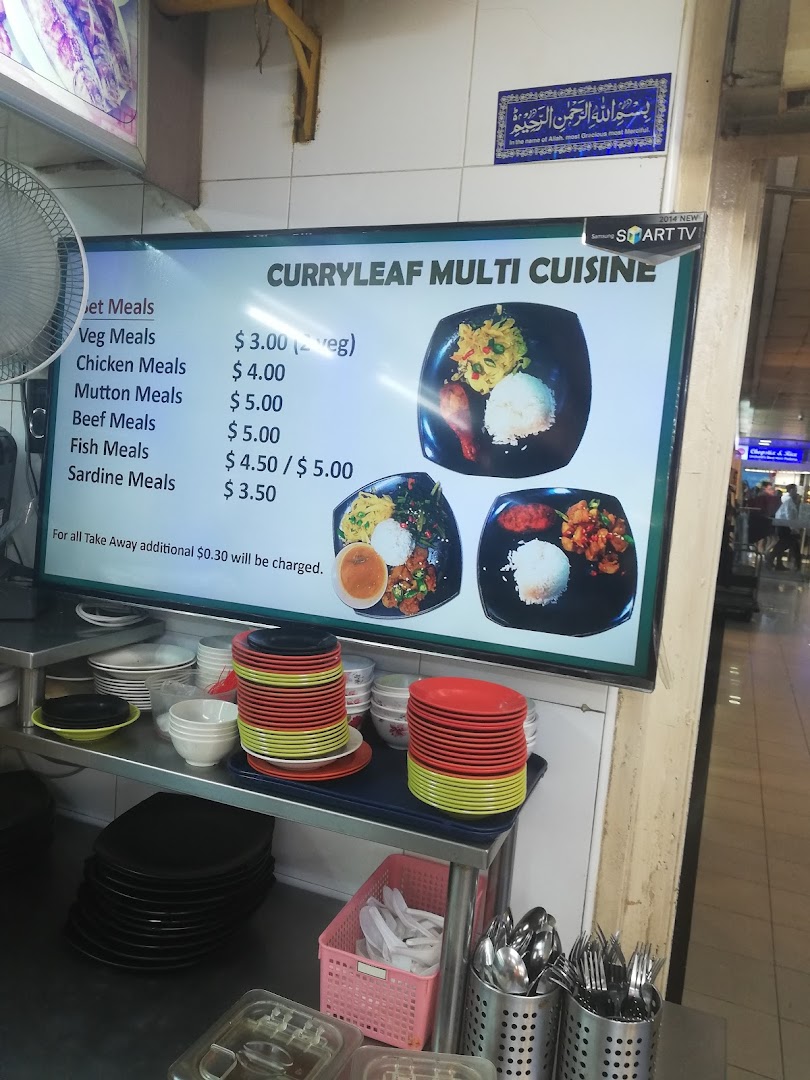 بِسْمِ اللهِ الرَّحْمٰنِ الرَّحِيْمِ
In the name of Allah, most Gracious most Merciful.
2014 NEW
Samsung SMART TV
CURRYLEAF MULTI CUISINE
Set Meals
Veg Meals $ 3.00 (2 veg)
Chicken Meals $ 4.00
Mutton Meals $ 5.00
Beef Meals $ 5.00
Fish Meals $ 4.50 / $ 5.00
Sardine Meals $ 3.50
For all Take Away additional $0.30 will be charged.